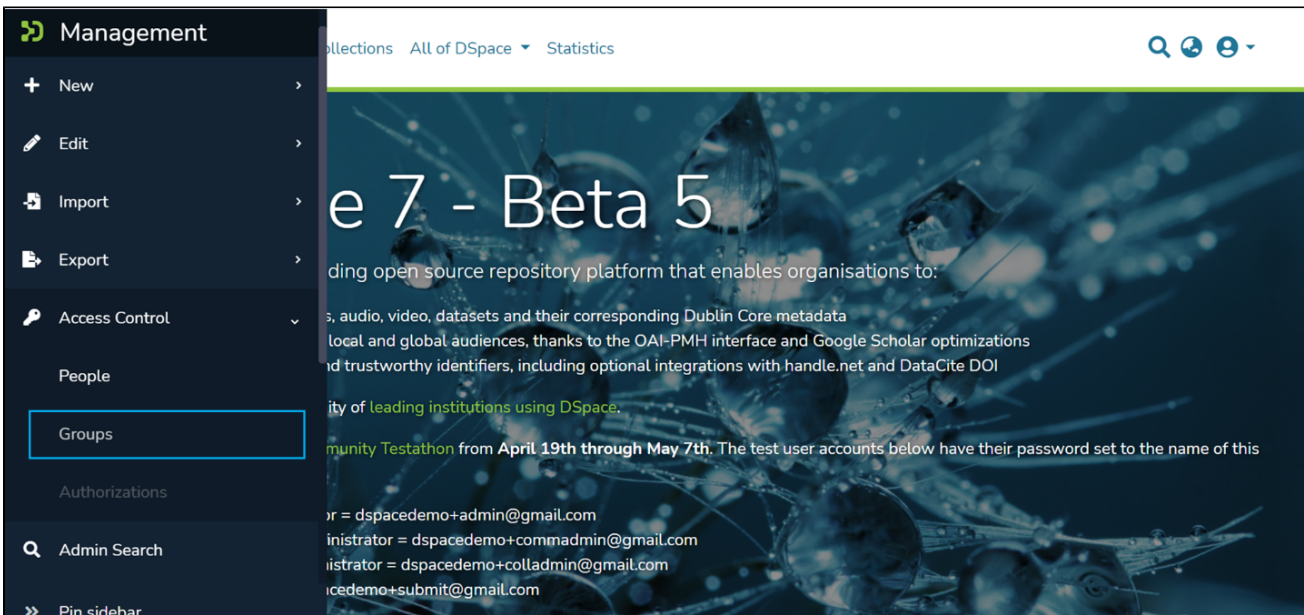 Management
New
Edit
Import
Export
Access Control
People
Groups
Authorizations
Admin Search
Pin sidebar
ollections All of DSpace Statistics
e 7 - Beta 5
ding open source repository platform that enables organisations to:
s, audio, video, datasets and their corresponding Dublin Core metadata
local and global audiences, thanks to the OAI-PMH interface and Google Scholar optimizations
nd trustworthy identifiers, including optional integrations with handle.net and DataCite DOI
ity of leading institutions using DSpace.
munity Testathon from April 19th through May 7th. The test user accounts below have their password set to the name of this
or = dspacedemo+admin@gmail.com
inistrator = dspacedemo+commadmin@gmail.com
istrator = dspacedemo+colladmin@gmail.com
cedemo+submit@gmail.com